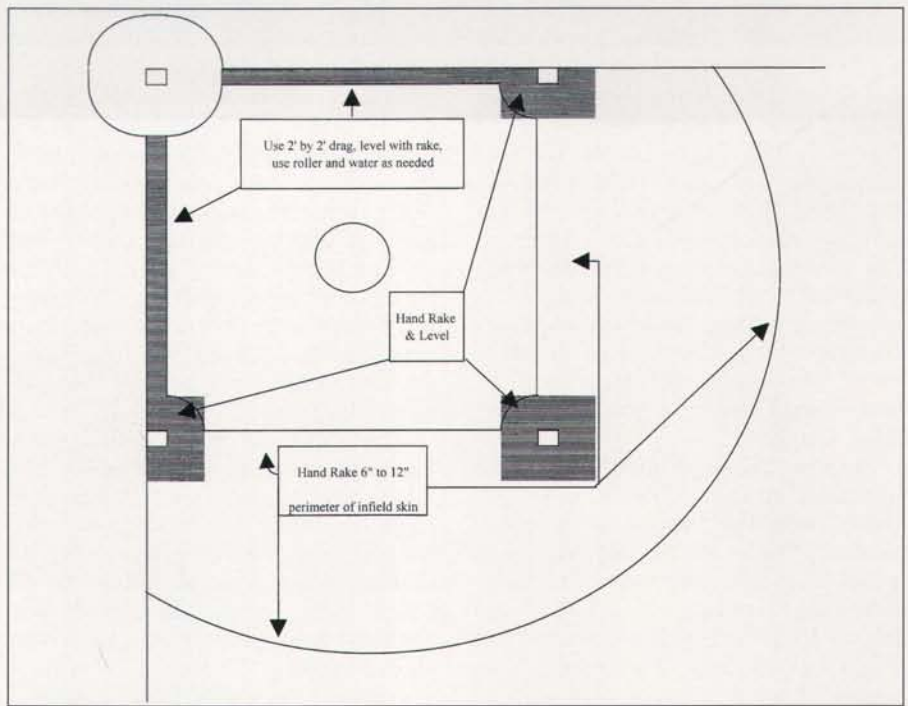 Use 2' by 2' drag, level with rake,
use roller and water as needed
Hand Rake
& Level
Hand Rake 6" to 12"
perimeter of infield skin